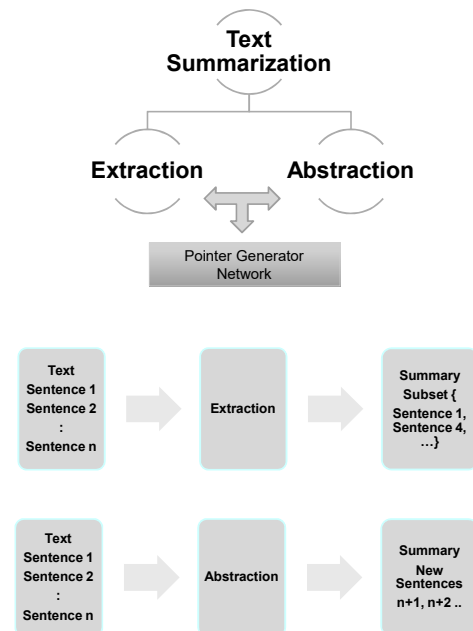 Text
Summarization
Extraction
Abstraction
Pointer Generator
Network
Text
Sentence 1
Sentence 2
:
Sentence n
Extraction
Summary
Subset {
Sentence 1,
Sentence 4,
...}
Text
Sentence 1
Sentence 2
:
Sentence n
Abstraction
Summary
New
Sentences
n+1, n+2 ..